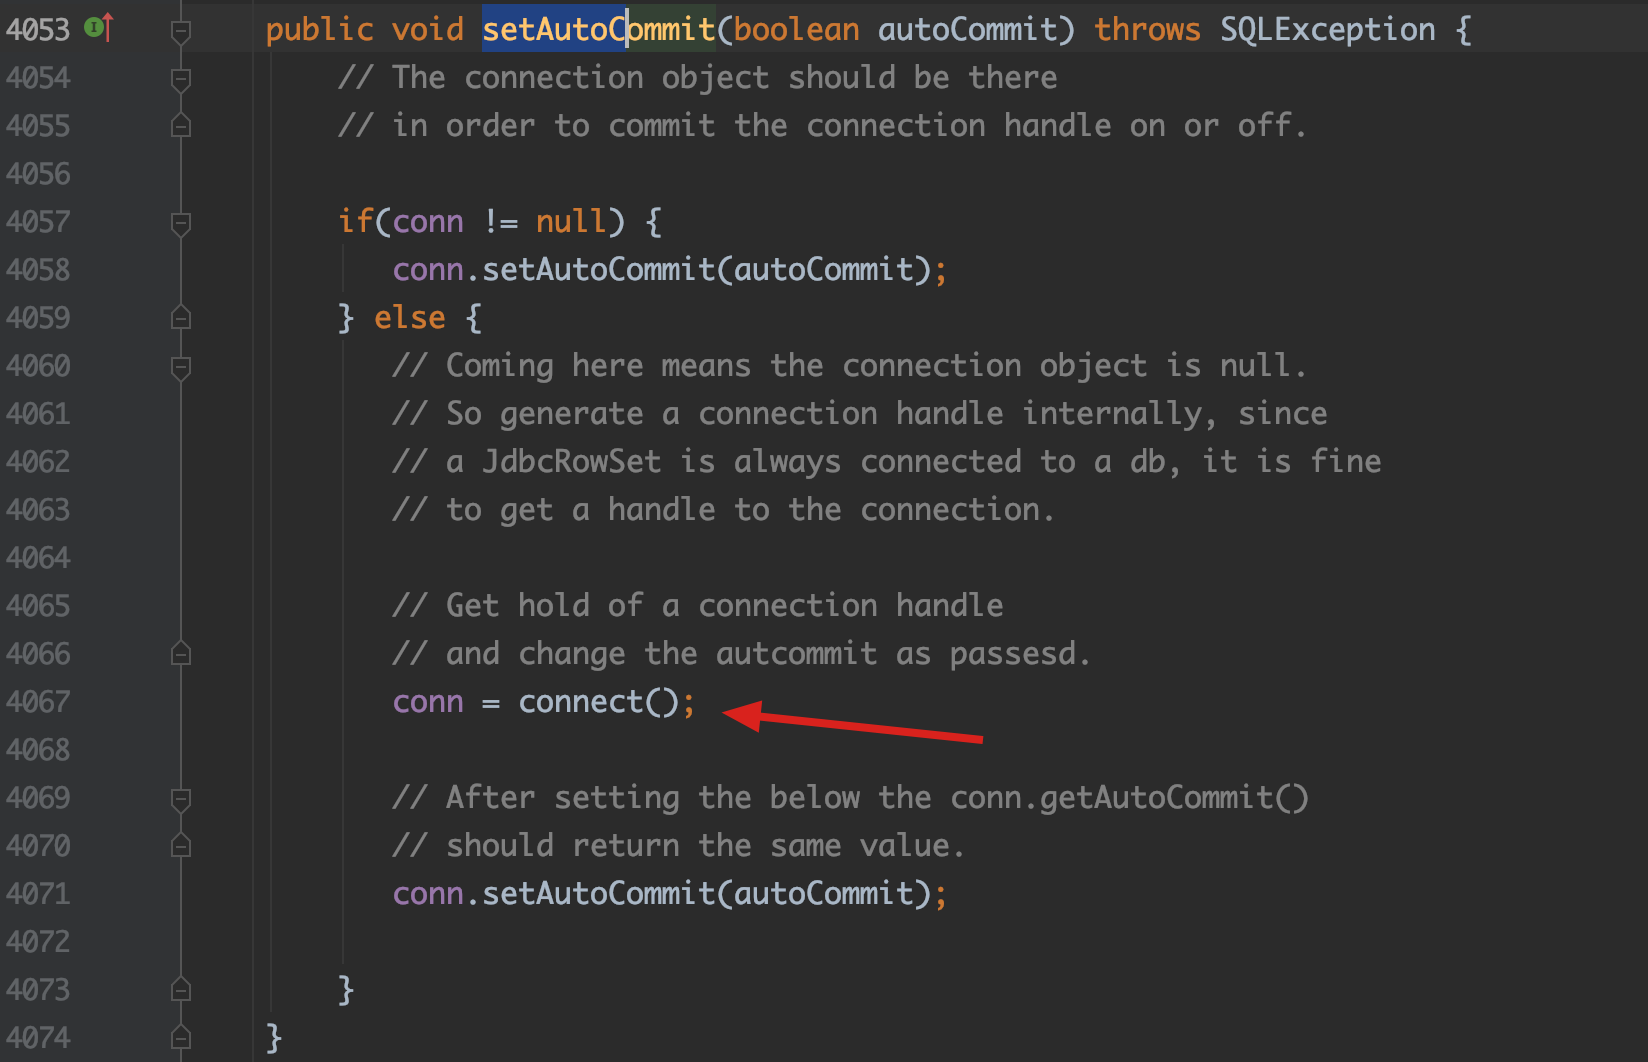 4053 public void setAutoCommit(boolean autoCommit) throws SQLException {
4054 // The connection object should be there
4055 // in order to commit the connection handle on or off.
4056
4057 if(conn != null) {
4058 conn.setAutoCommit(autoCommit);
4059 } else {
4060 // Coming here means the connection object is null.
4061 // So generate a connection handle internally, since
4062 // a JdbcRowSet is always connected to a db, it is fine
4063 // to get a handle to the connection.
4064
4065 // Get hold of a connection handle
4066 // and change the autcommit as passesd.
4067 conn = connect();
4068
4069 // After setting the below the conn.getAutoCommit()
4070 // should return the same value.
4071 conn.setAutoCommit(autoCommit);
4072
4073 }
4074 }